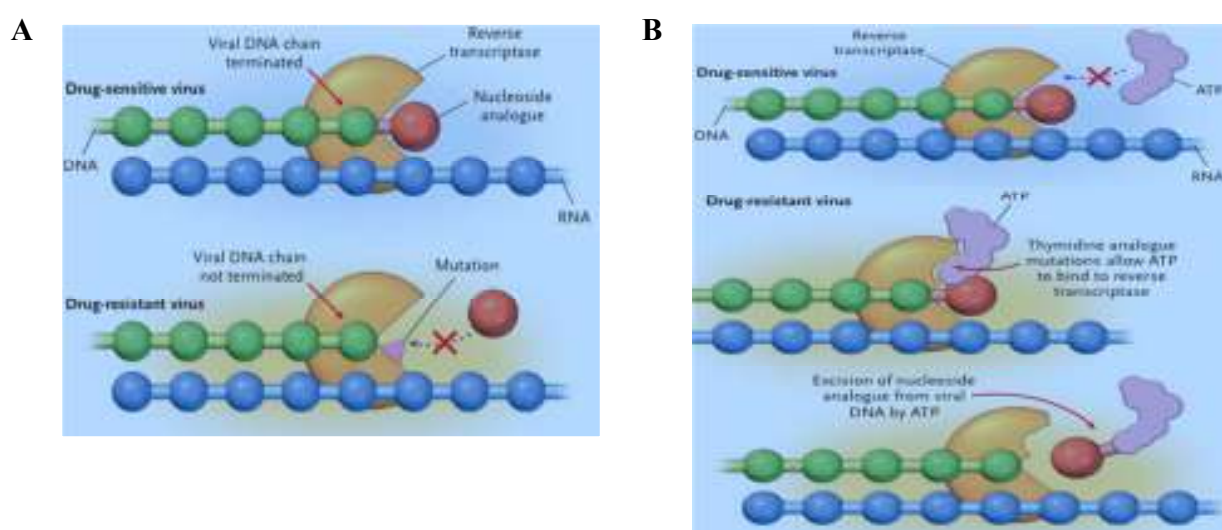 A
Viral DNA chain
terminated
Reverse
transcriptase
Drug-sensitive virus
Nucleoside
analogue
DNA
RNA
Viral DNA chain
not terminated
Mutation
Drug-resistant virus
B
Reverse
transcriptase
Drug-sensitive virus
ATP
DNA
RNA
Drug-resistant virus
ATP
Thymidine analogue
mutations allow ATP
to bind to reverse
transcriptase
Excision of nucleoside
analogue from viral
DNA by ATP